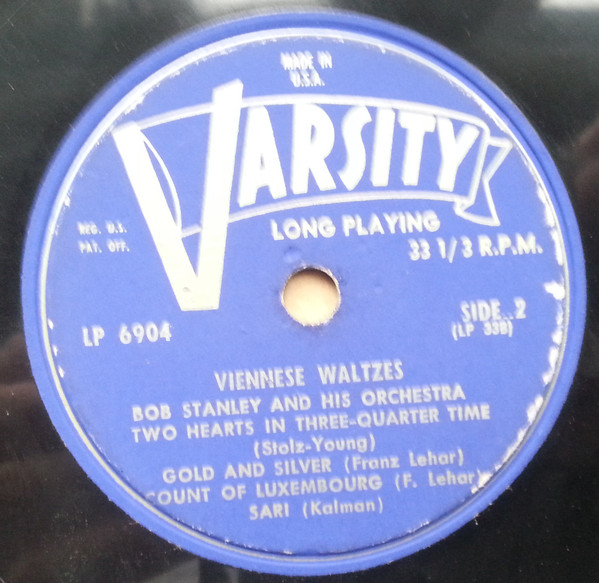 MADE IN
U.S.A.
VARSITY
REG. U.S.
PAT. OFF.
LONG PLAYING
33 1/3 R.P.M.
LP 6904
SIDE 2
(LP 33B)
VIENNESE WALTZES
BOB STANLEY AND HIS ORCHESTRA
TWO HEARTS IN THREE-QUARTER TIME
(Stolz-Young)
GOLD AND SILVER (Franz Lehar)
COUNT OF LUXEMBOURG (F. Lehar)
SARI (Kalman)